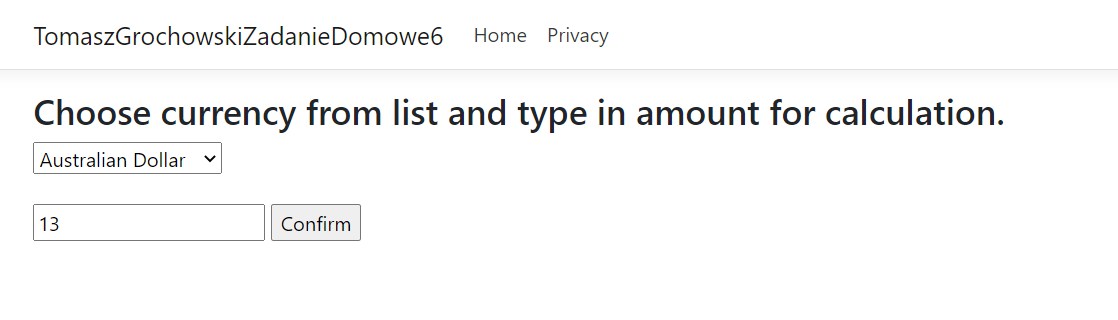 TomaszGrochowskiZadanieDomowe6 Home Privacy
Choose currency from list and type in amount for calculation.
Australian Dollar
13 Confirm